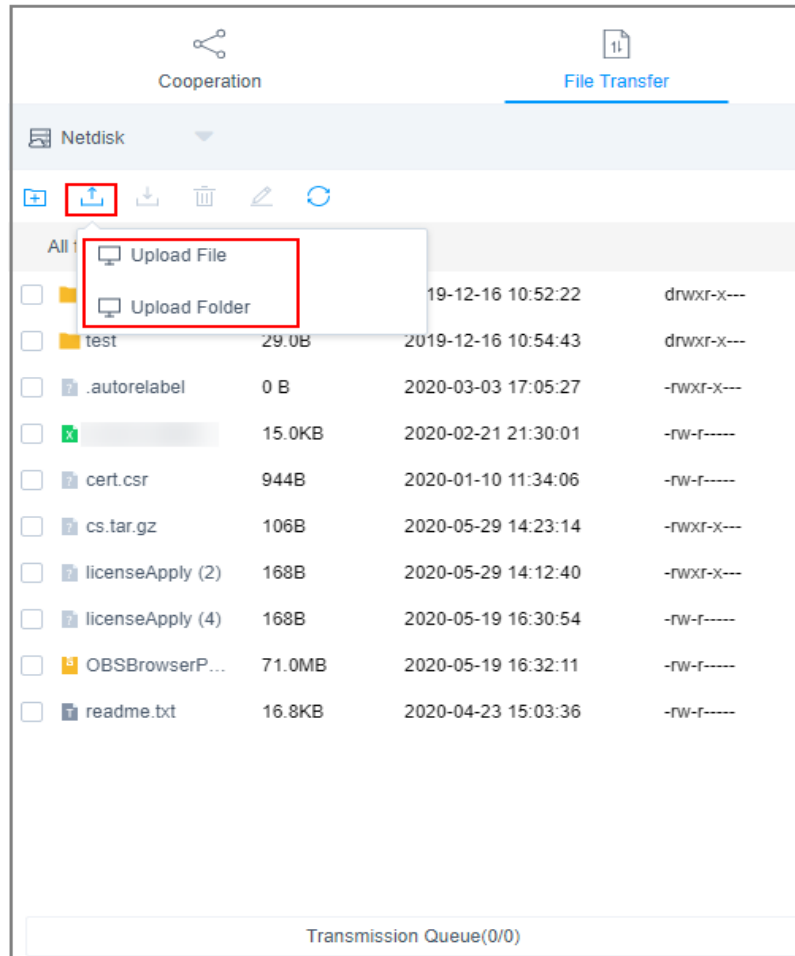 Cooperation File Transfer
Netdisk
All
Upload File
Upload Folder
19-12-16 10:52:22 drwxr-x---
test 29.0B 2019-12-16 10:54:43 drwxr-x---
.autorelabel 0 B 2020-03-03 17:05:27 -rwxr-x---
15.0KB 2020-02-21 21:30:01 -rw-r-----
cert.csr 944B 2020-01-10 11:34:06 -rw-r-----
cs.tar.gz 106B 2020-05-29 14:23:14 -rwxr-x---
licenseApply (2) 168B 2020-05-29 14:12:40 -rwxr-x---
licenseApply (4) 168B 2020-05-19 16:30:54 -rw-r-----
OBSBrowserP... 71.0MB 2020-05-19 16:32:11 -rw-r-----
readme.txt 16.8KB 2020-04-23 15:03:36 -rw-r-----
Transmission Queue(0/0)